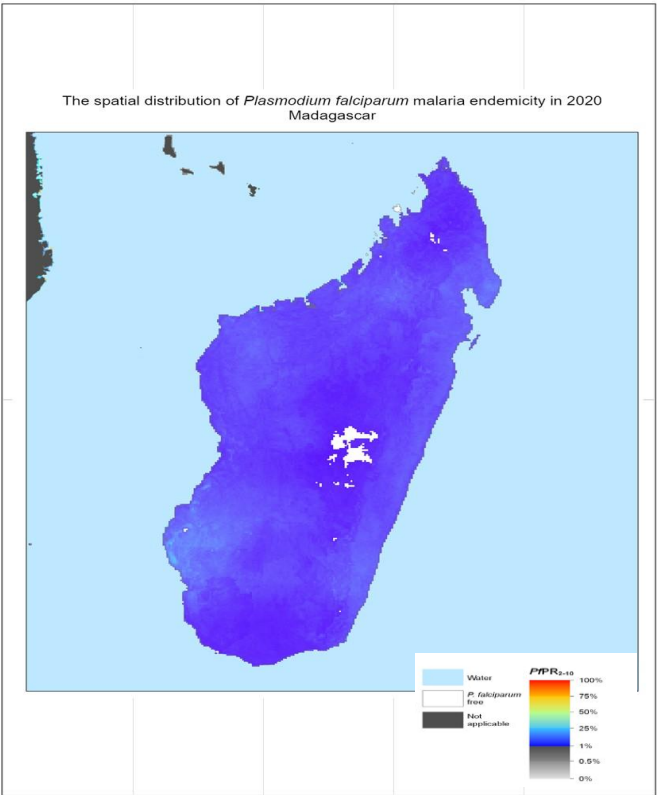 The spatial distribution of Plasmodium falciparum malaria endemicity in 2020
Madagascar
Water
P. falciparum
free
Not
applicable
PfPR2-10
100%
75%
50%
25%
1%
0.5%
0%